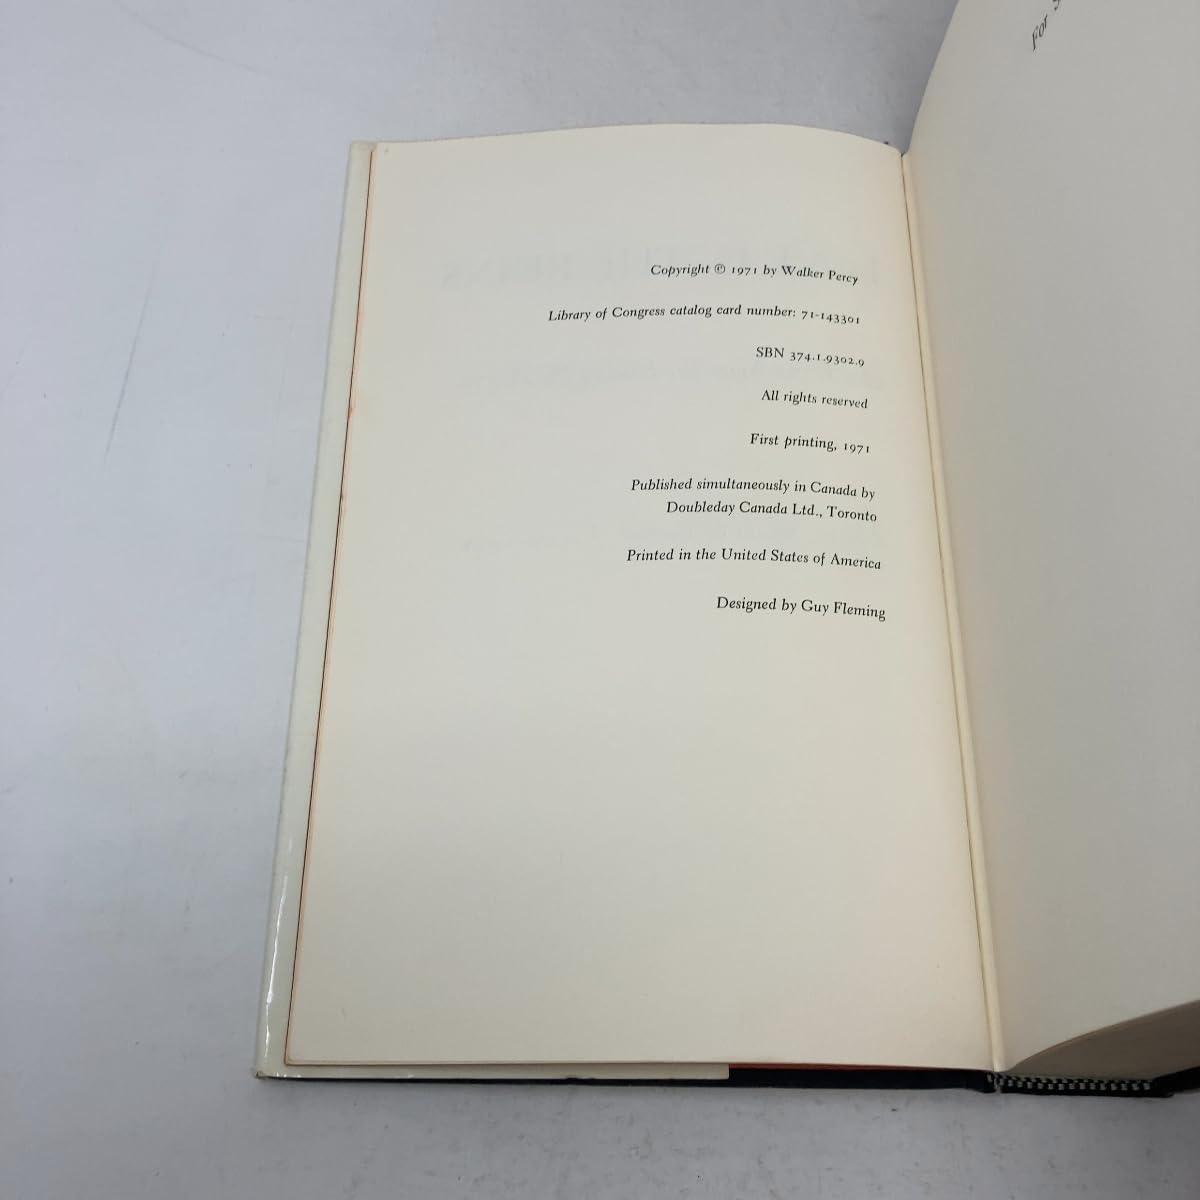 Copyright © 1971 by Walker Percy
Library of Congress catalog card number: 71-143301
SBN 374.1.9302.9
All rights reserved
First printing, 1971
Published simultaneously in Canada by
Doubleday Canada Ltd., Toronto
Printed in the United States of America
Designed by Guy Fleming
For